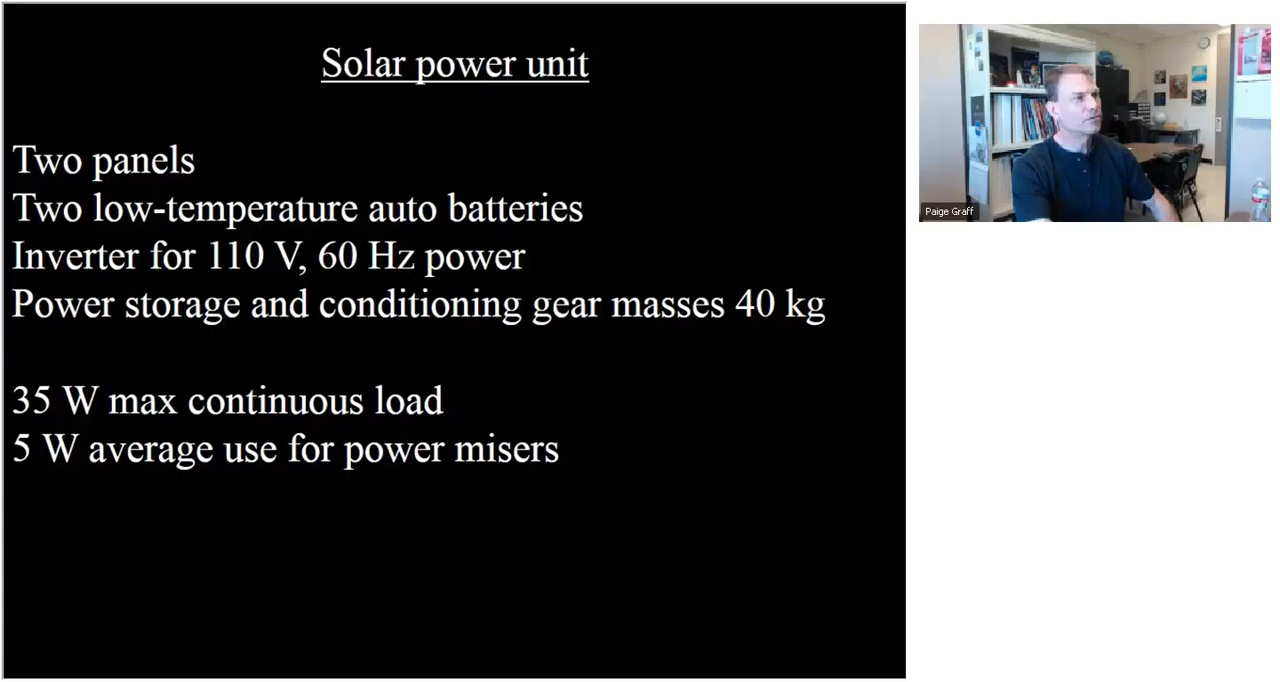 Solar power unit
Two panels
Two low-temperature auto batteries
Inverter for 110 V, 60 Hz power
Power storage and conditioning gear masses 40 kg
35 W max continuous load
5 W average use for power misers
Paige Graff